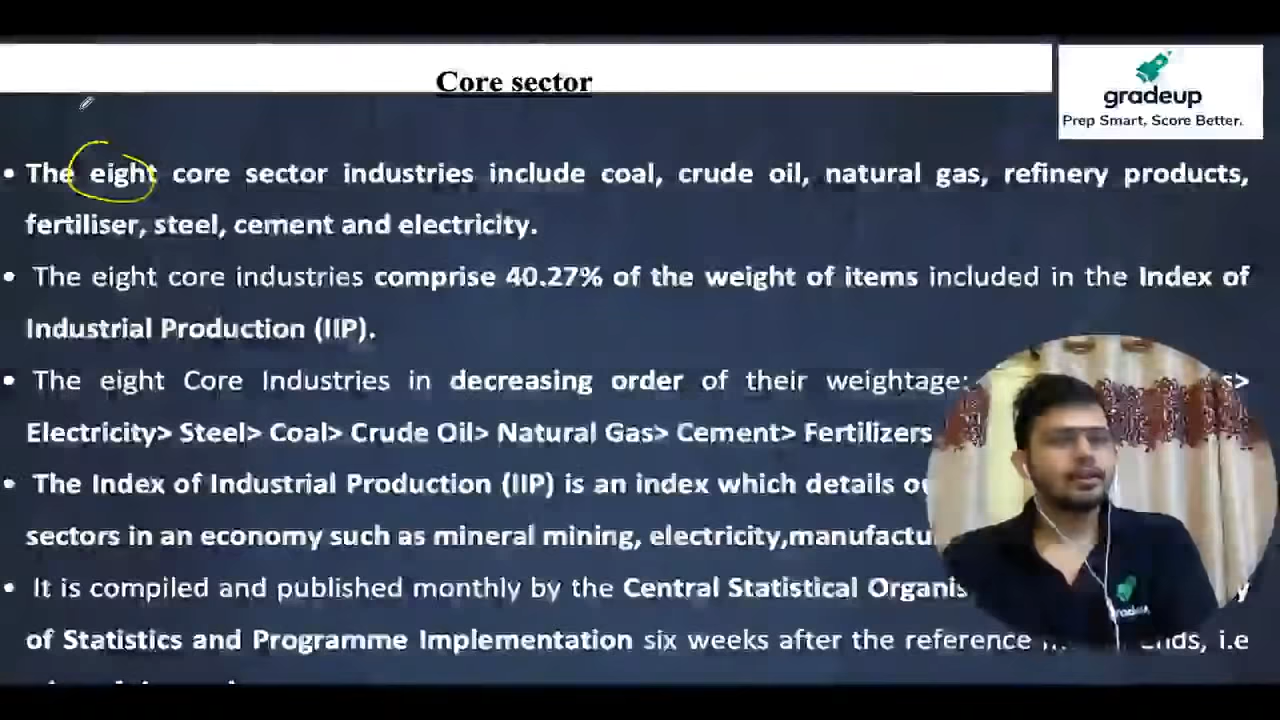 Core sector
gradeup
Prep Smart, Score Better.
• The eight core sector industries include coal, crude oil, natural gas, refinery products,
fertiliser, steel, cement and electricity.
• The eight core industries comprise 40.27% of the weight of items included in the Index of
Industrial Production (IIP).
• The eight Core Industries in decreasing order of their weightage: s>
Electricity> Steel> Coal> Crude Oil> Natural Gas> Cement> Fertilizers
• The Index of Industrial Production (IIP) is an index which details
sectors in an economy such as mineral mining, electricity,manufactu
• It is compiled and published monthly by the Central Statistical Organis
of Statistics and Programme Implementation six weeks after the reference ends, i.e
gradeup